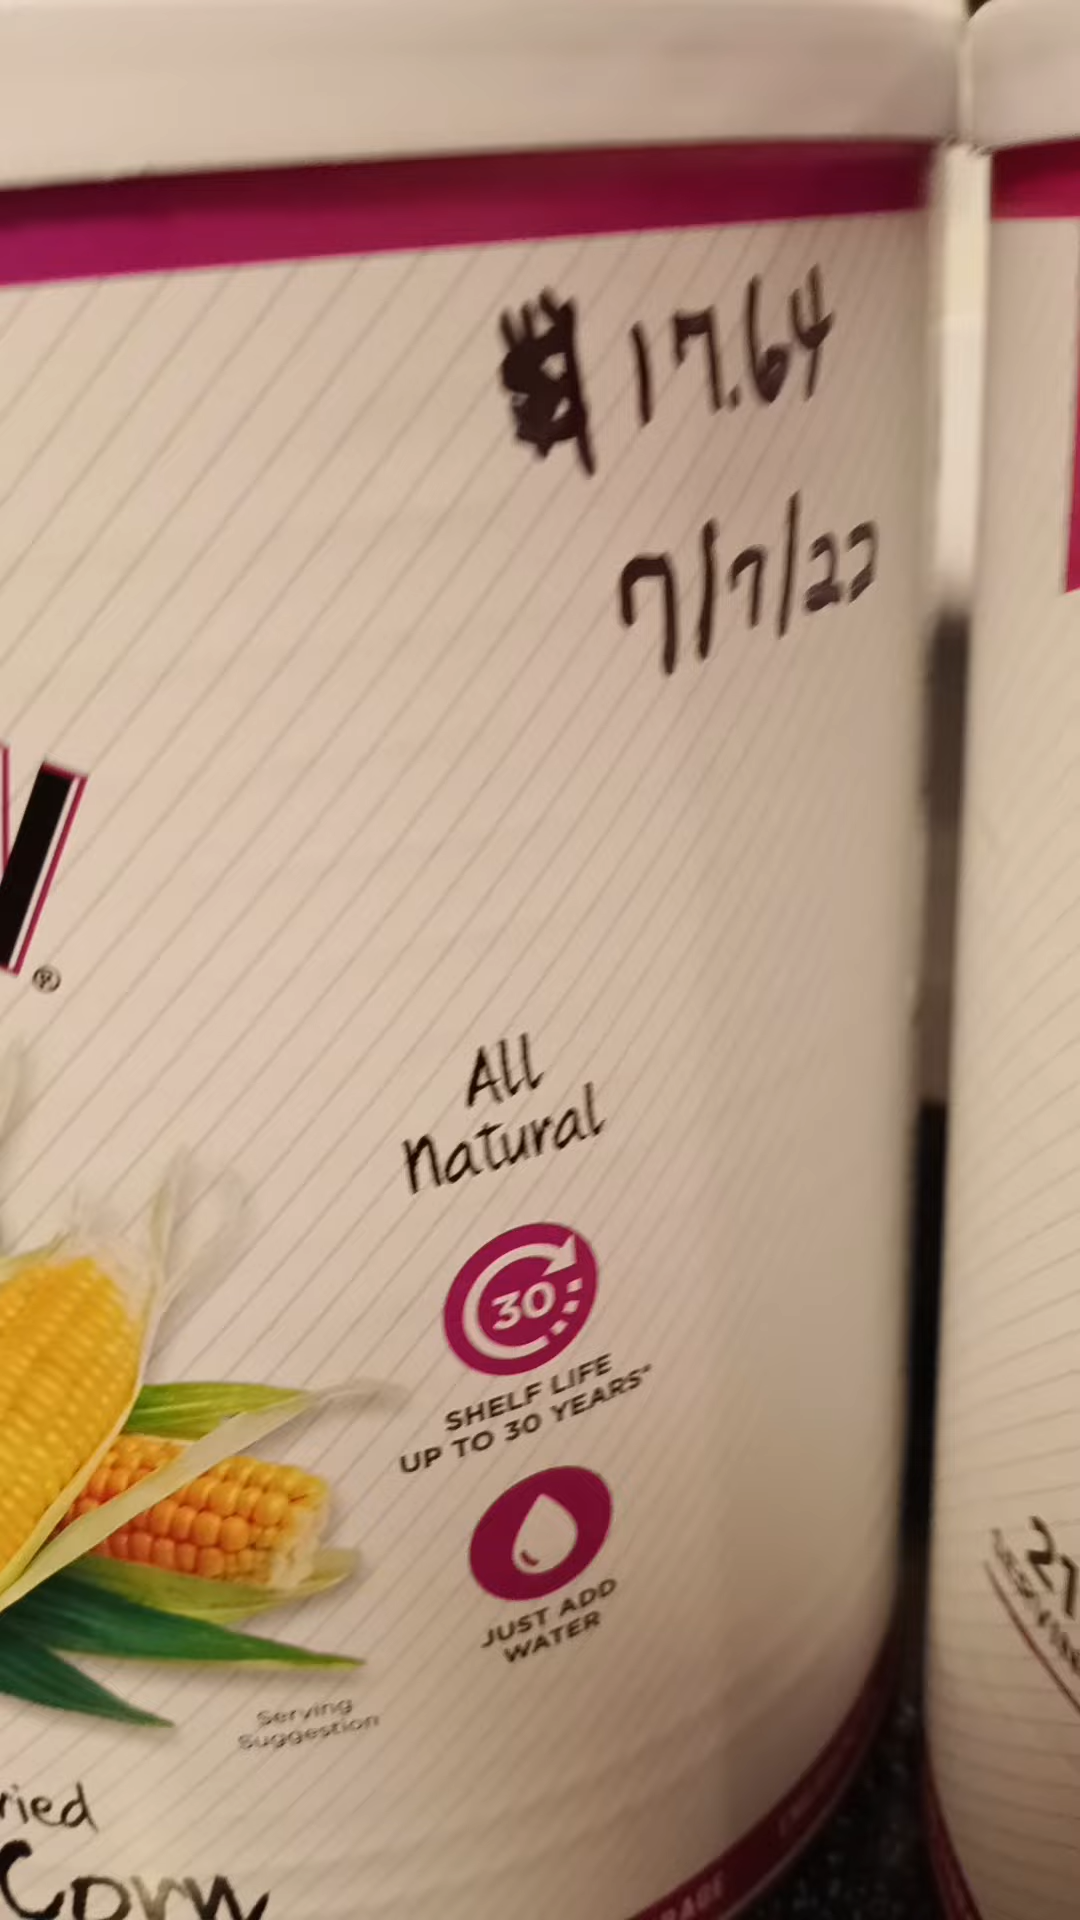 $ 17.64
7/7/22
®
All
Natural
30
SHELF LIFE
UP TO 30 YEARS*
JUST ADD
WATER
Serving
Suggestion
ried
Corn
27